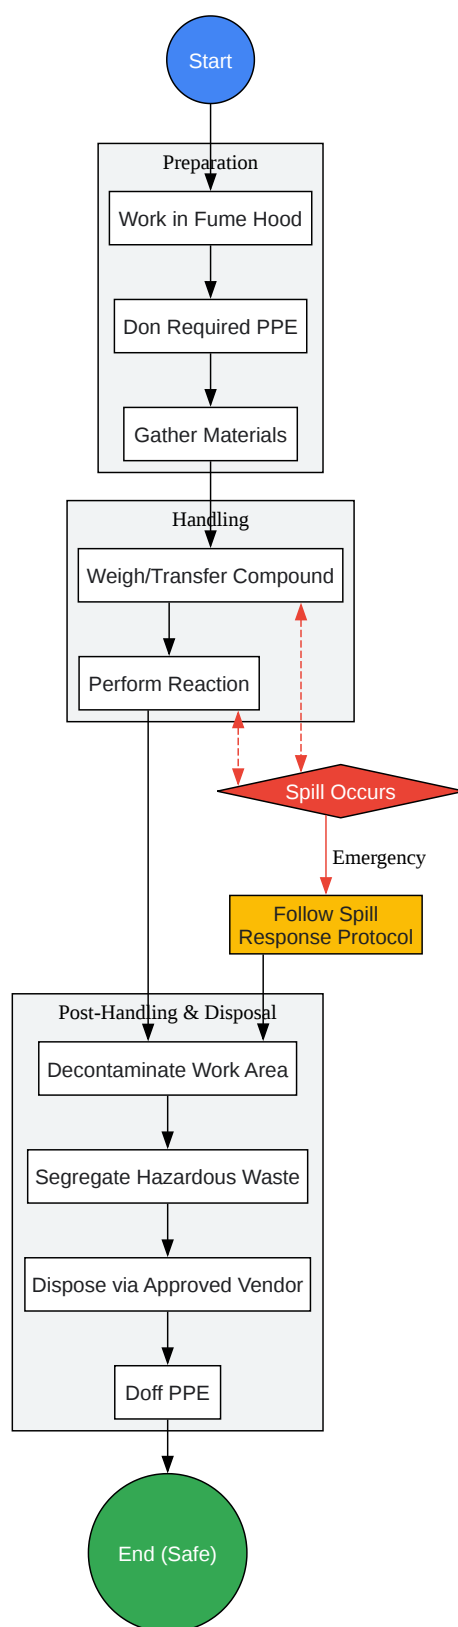 Start
Preparation
Work in Fume Hood
Don Required PPE
Gather Materials
Handling
Weigh/Transfer Compound
Perform Reaction
Spill Occurs
Emergency
Follow Spill
Response Protocol
Post-Handling & Disposal
Decontaminate Work Area
Segregate Hazardous Waste
Dispose via Approved Vendor
Doff PPE
End (Safe)